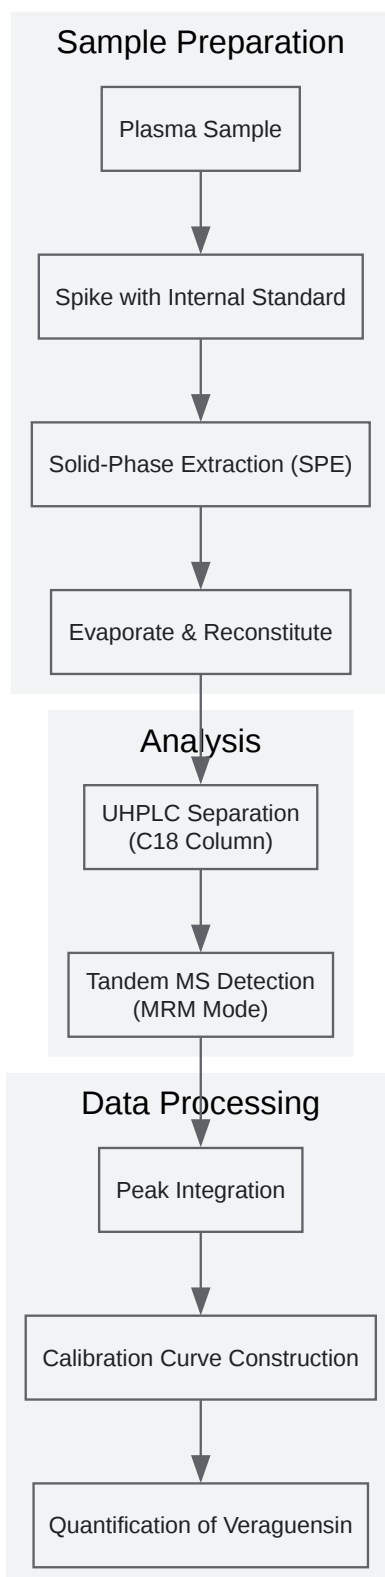 Sample Preparation
Plasma Sample
Spike with Internal Standard
Solid-Phase Extraction (SPE)
Evaporate & Reconstitute
Analysis
UHPLC Separation
(C18 Column)
Tandem MS Detection
(MRM Mode)
Data Processing
Peak Integration
Calibration Curve Construction
Quantification of Veraguensin